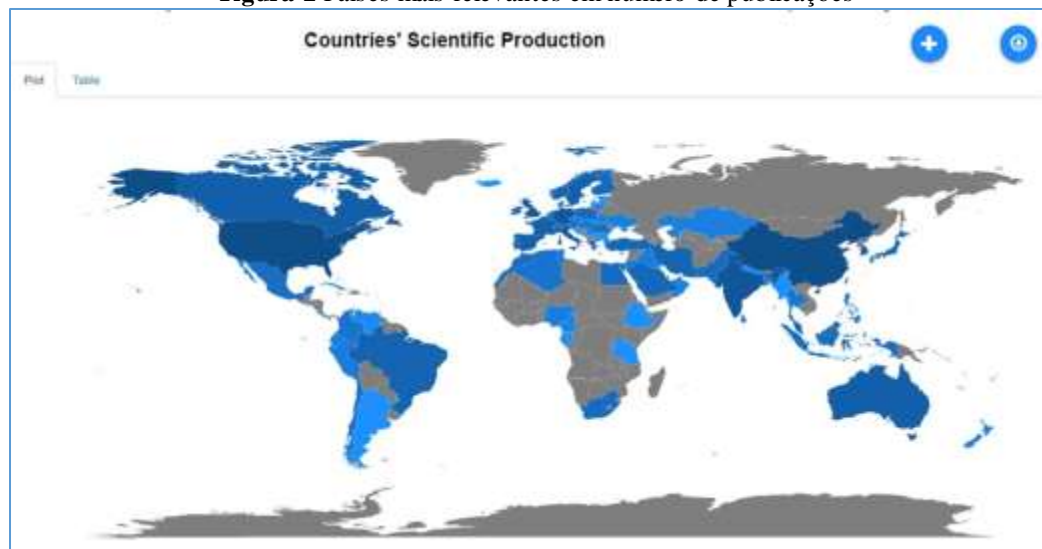 Figura 2 Países mais relevantes em número de publicações
Countries' Scientific Production
Plot
Table